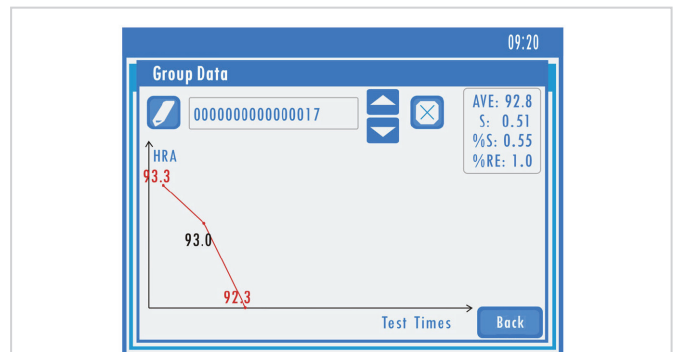 09:20
Group Data
0000000000000017
AVE: 92.8
S: 0.51
%S: 0.55
%RE: 1.0
HRA
93.3
93.0
92.3
Test Times
Back